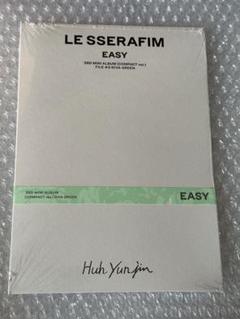 LE SSERAFIM
EASY
3RD MINI ALBUM (COMPACT ver.)
3RD MINI ALBUM
EASY
Huh Yunjin